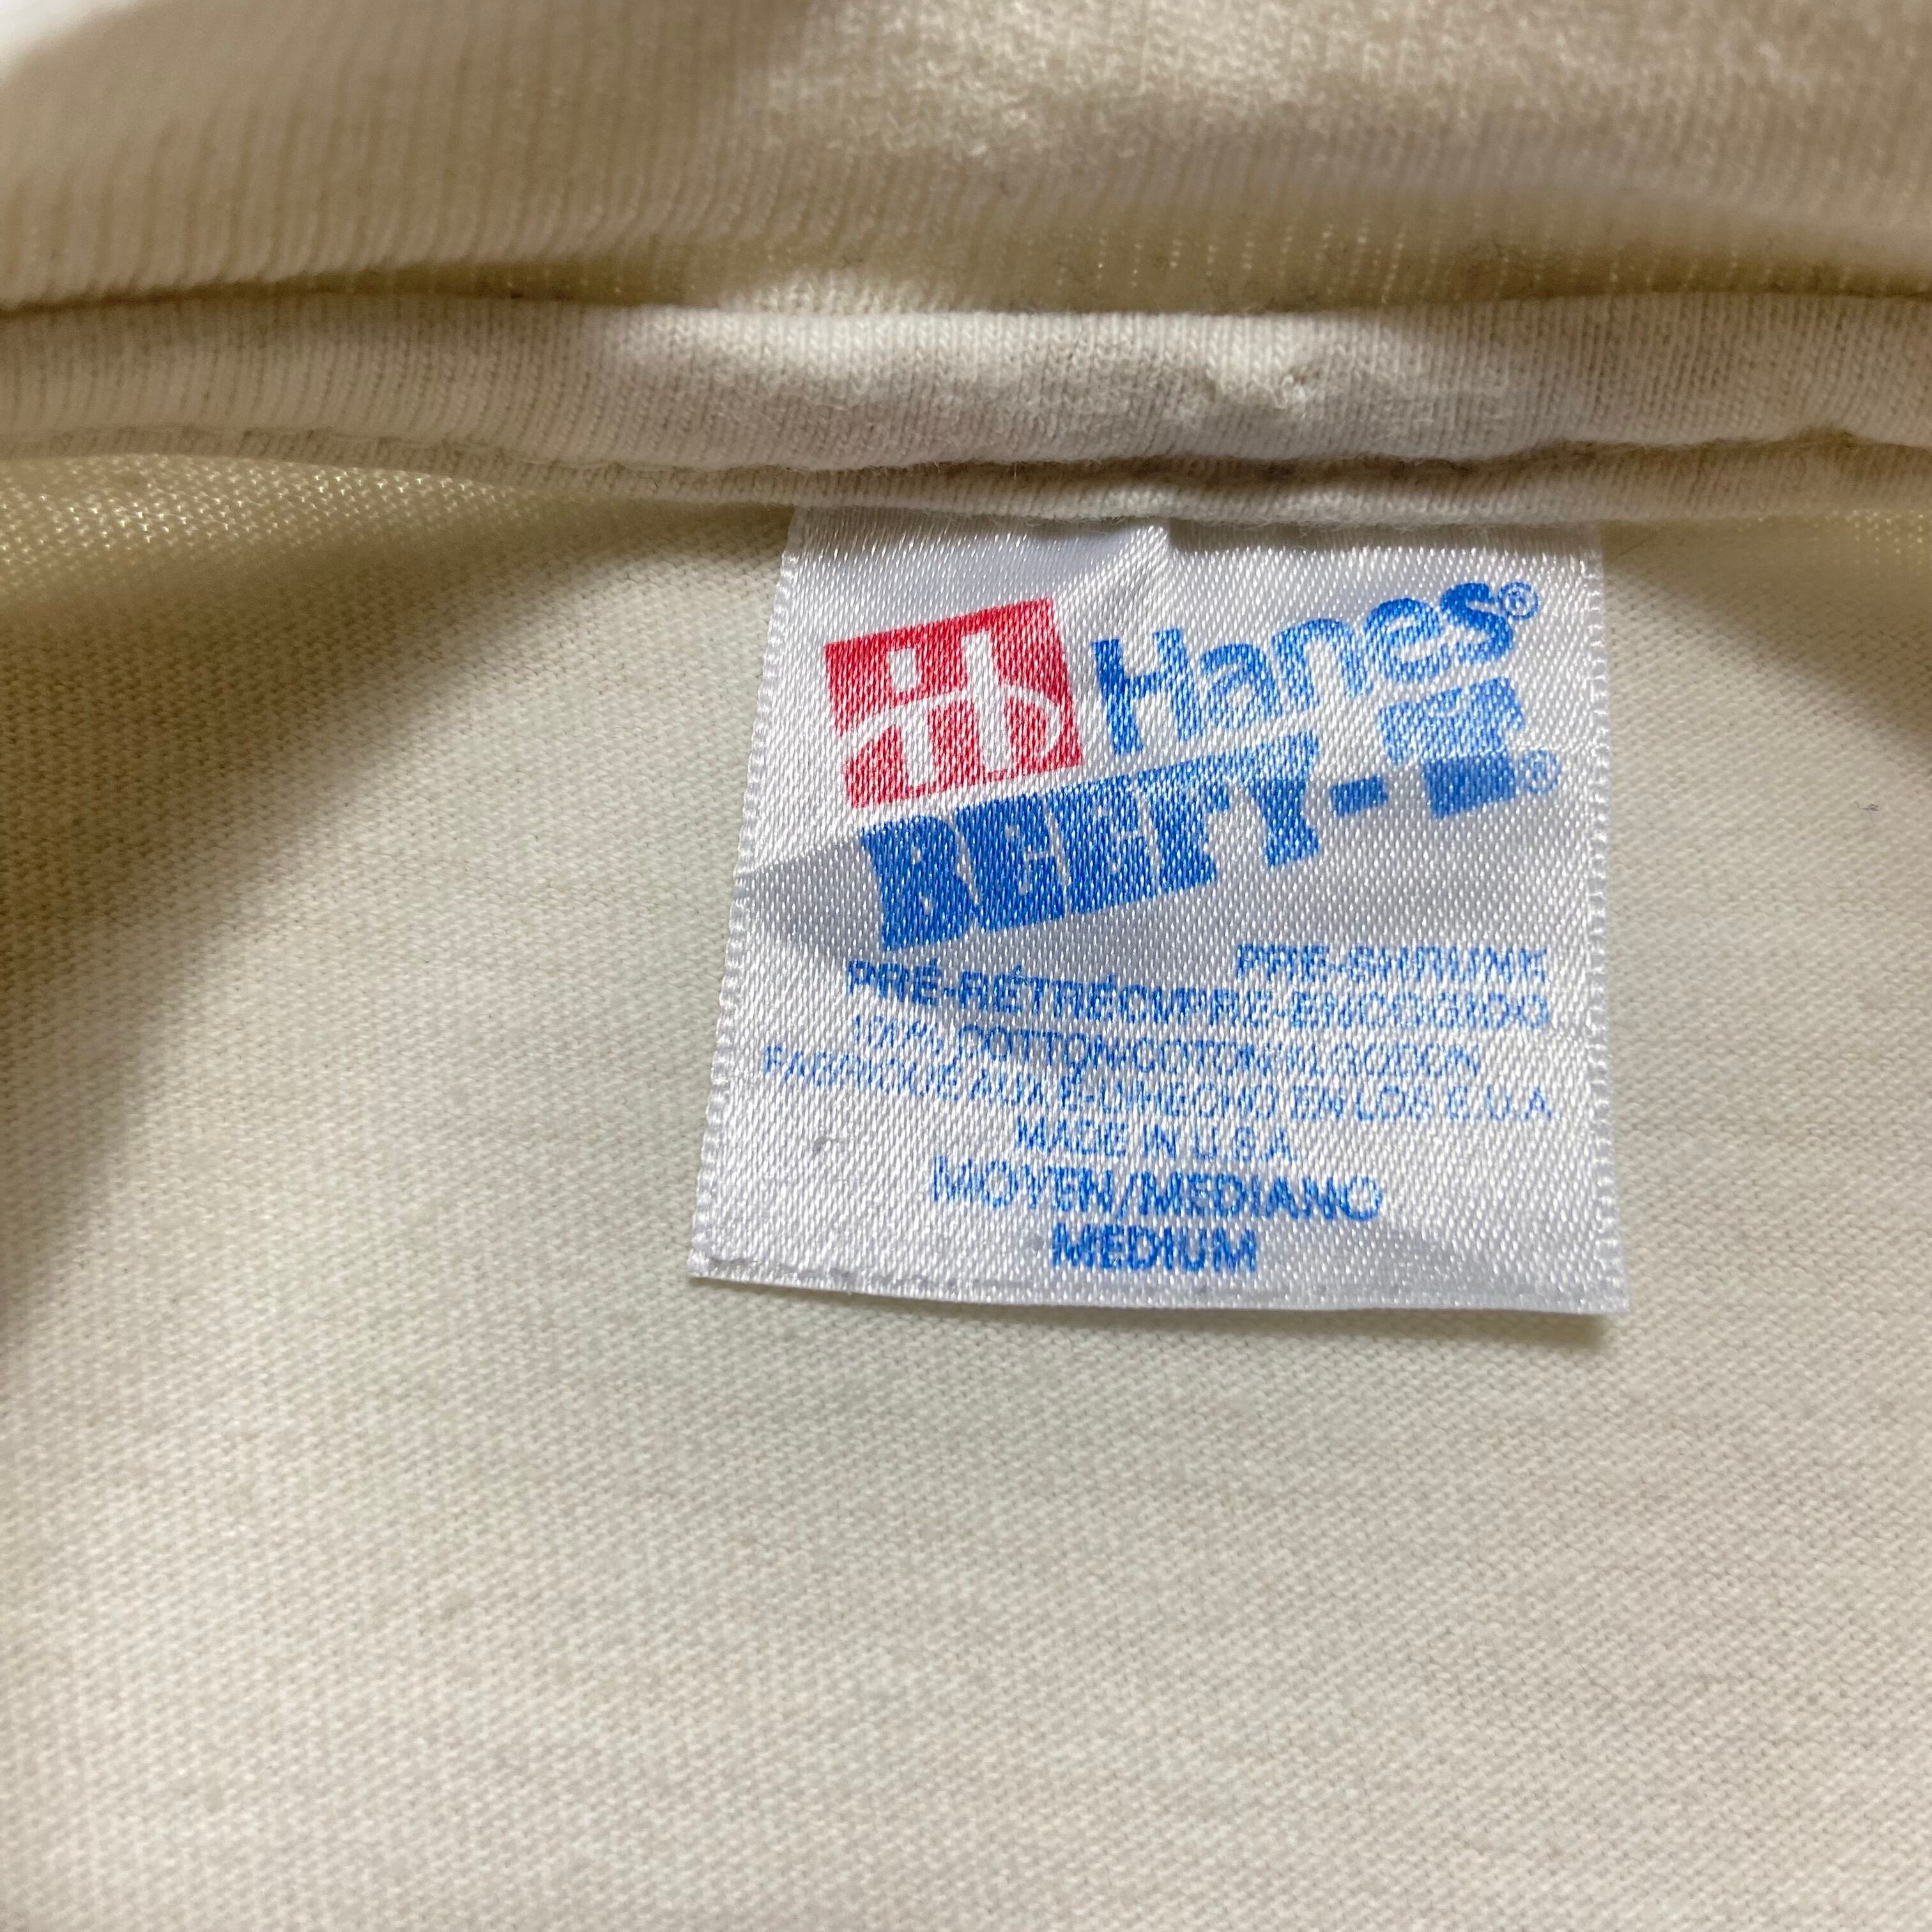 Hanes®
BEEFY-T®
PRE-SHRUNK
PRÉ-RÉTRÉCI/PRE-ENCOGIDO
100% COTTON-COTON/ALGODÓN
FABRIQUÉ AUX É-U/HECHO EN LOS E.U.A
MADE IN U.S.A
MOYEN/MEDIANO
MEDIUM